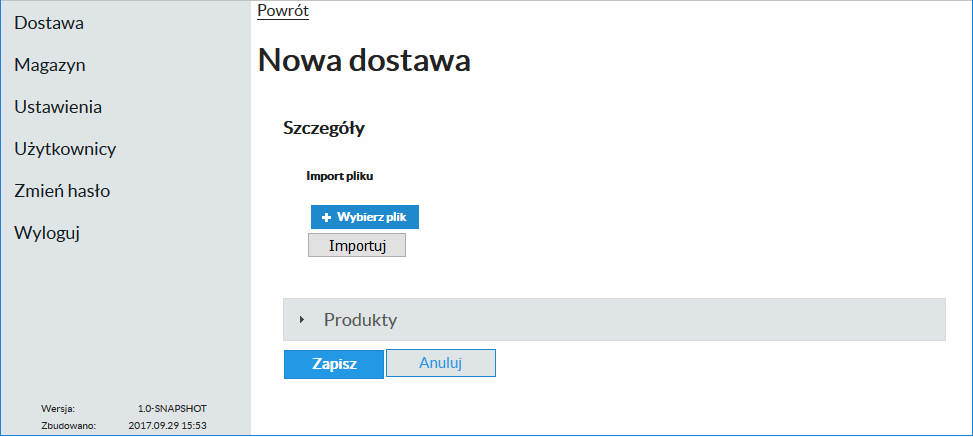 Dostawa
Magazyn
Ustawienia
Użytkownicy
Zmień hasło
Wyloguj
Wersja: 1.0-SNAPSHOT
Zbudowano: 2017.09.29 15:53
Powrót
Nowa dostawa
Szczegóły
Import pliku
+ Wybierz plik
Importuj
Produkty
Zapisz Anuluj